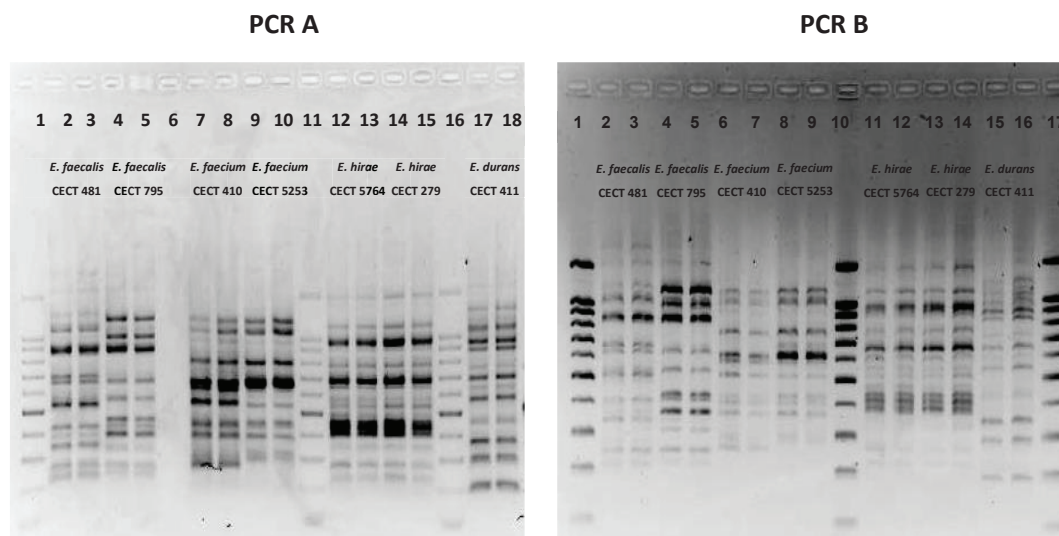 PCR A
1 2 3 4 5 6 7 8 9 10 11 12 13 14 15 16 17 18
E. faecalis E. faecalis E. faecium E. faecium E. hirae E. hirae E. durans
CECT 481 CECT 795 CECT 410 CECT 5253 CECT 5764 CECT 279 CECT 411
PCR B
1 2 3 4 5 6 7 8 9 10 11 12 13 14 15 16 17
E. faecalis E. faecalis E. faecium E. faecium E. hirae E. hirae E. durans
CECT 481 CECT 795 CECT 410 CECT 5253 CECT 5764 CECT 279 CECT 411